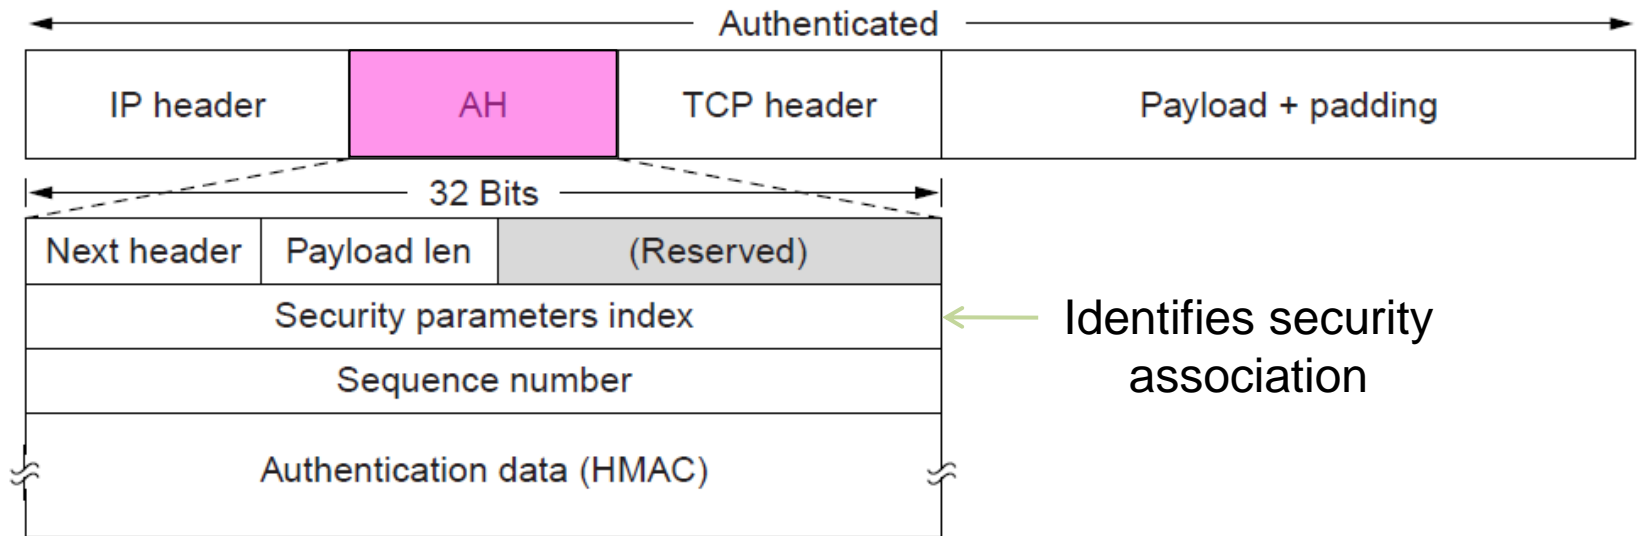 Authenticated
IP header AH TCP header Payload + padding
32 Bits
Next header Payload len (Reserved)
Security parameters index
Identifies security
association
Sequence number
Authentication data (HMAC)